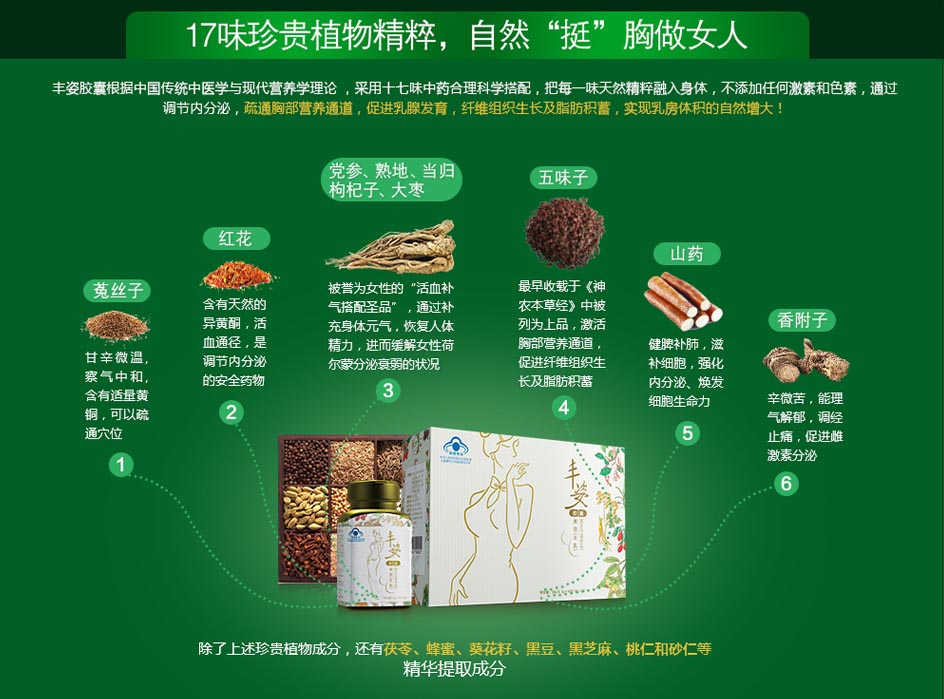 17味珍贵植物精粹，自然“挺”胸做女人
丰姿胶囊根据中国传统中医学与现代营养学理论 ，采用十七味中药合理科学搭配，把每一味天然精粹融入身体，不添加任何激素和色素，通过
调节内分泌，疏通胸部营养通道，促进乳腺发育，纤维组织生长及脂肪积蓄，实现乳房体积的自然增大！
党参、熟地、当归
枸杞子、大枣
被誉为女性的“活血补
气搭配圣品”，通过补
充身体元气，恢复人体
精力，进而缓解女性荷
尔蒙分泌衰弱的状况
3
五味子
最早收载于《神
农本草经》中被
列为上品，激活
胸部营养通道，
促进纤维组织生
长及脂肪积蓄
4
红花
含有天然的
异黄酮，活
血通径，是
调节内分泌
的安全药物
2
山药
健脾补肺，滋
补细胞，强化
内分泌、焕发
细胞生命力
5
菟丝子
甘辛微温，
察气中和，
含有适量黄
铜，可以疏
通穴位
1
香附子
辛微苦，能理
气解郁，调经
止痛，促进雌
激素分泌
6
丰姿
丰姿
除了上述珍贵植物成分，还有茯苓、蜂蜜、葵花籽、黑豆、黑芝麻、桃仁和砂仁等
精华提取成分